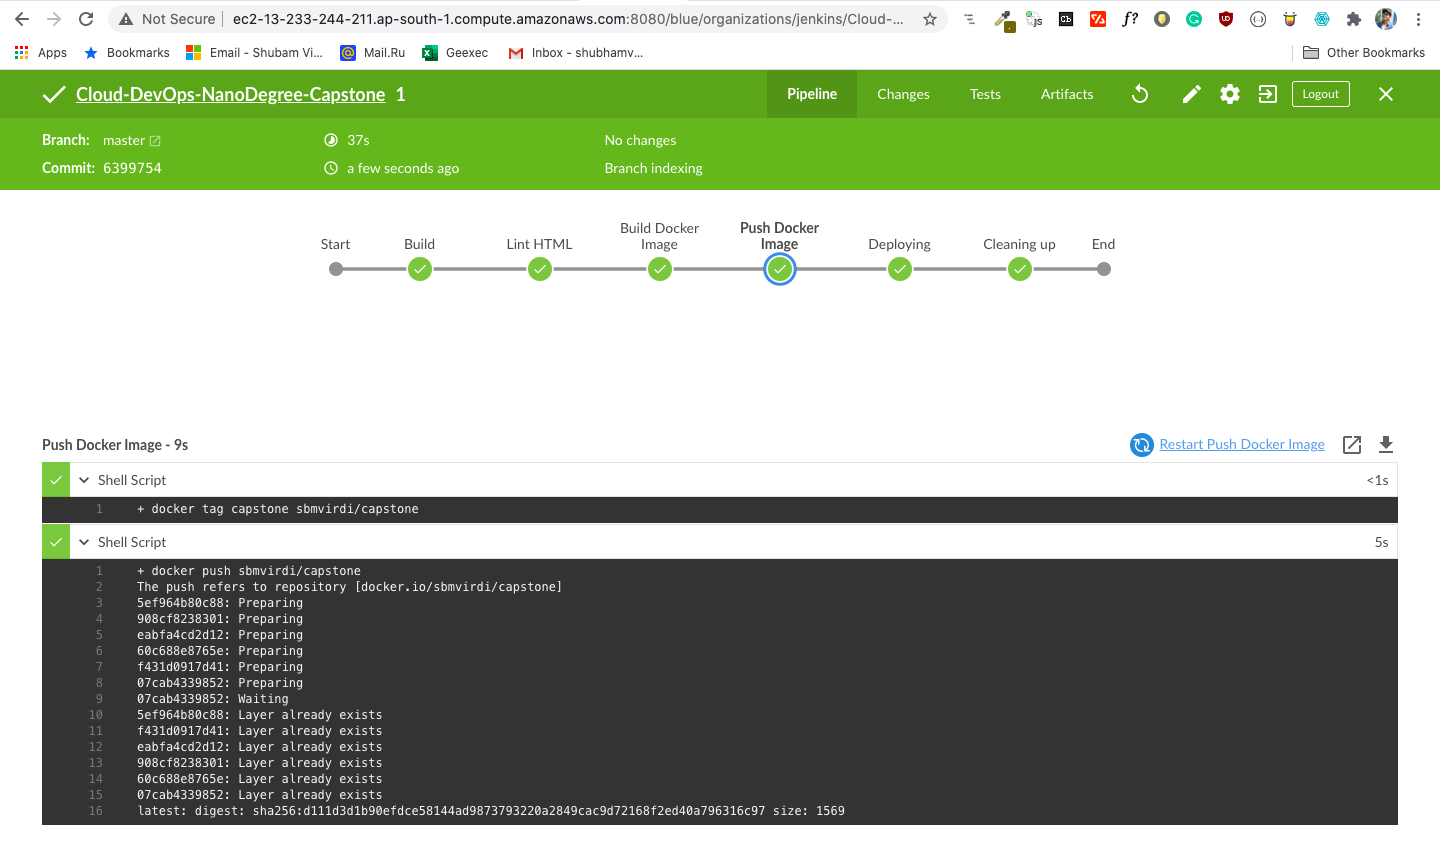 Not Secure ec2-13-233-244-211.ap-south-1.compute.amazonaws.com:8080/blue/organizations/jenkins/Cloud-...
Apps Bookmarks Email - Shubam Vi... Mail.Ru Geexec Inbox - shubhamv... Other Bookmarks
Cloud-DevOps-NanoDegree-Capstone 1 Pipeline Changes Tests Artifacts Logout
Branch: master 37s No changes
Commit: 6399754 a few seconds ago Branch indexing
Start Build Lint HTML Build Docker Image Push Docker Image Deploying Cleaning up End
Push Docker Image - 9s Restart Push Docker Image
Shell Script <1s
1 + docker tag capstone sbmvirdi/capstone
Shell Script 5s
1 + docker push sbmvirdi/capstone
2 The push refers to repository [docker.io/sbmvirdi/capstone]
3 5ef964b80c88: Preparing
4 908cf8238301: Preparing
5 eabfa4cd2d12: Preparing
6 60c688e8765e: Preparing
7 f431d0917d41: Preparing
8 07cab4339852: Preparing
9 07cab4339852: Waiting
10 5ef964b80c88: Layer already exists
11 f431d0917d41: Layer already exists
12 eabfa4cd2d12: Layer already exists
13 908cf8238301: Layer already exists
14 60c688e8765e: Layer already exists
15 07cab4339852: Layer already exists
16 latest: digest: sha256:d111d3d1b90efdce58144ad9873793220a2849cac9d72168f2ed40a796316c97 size: 1569